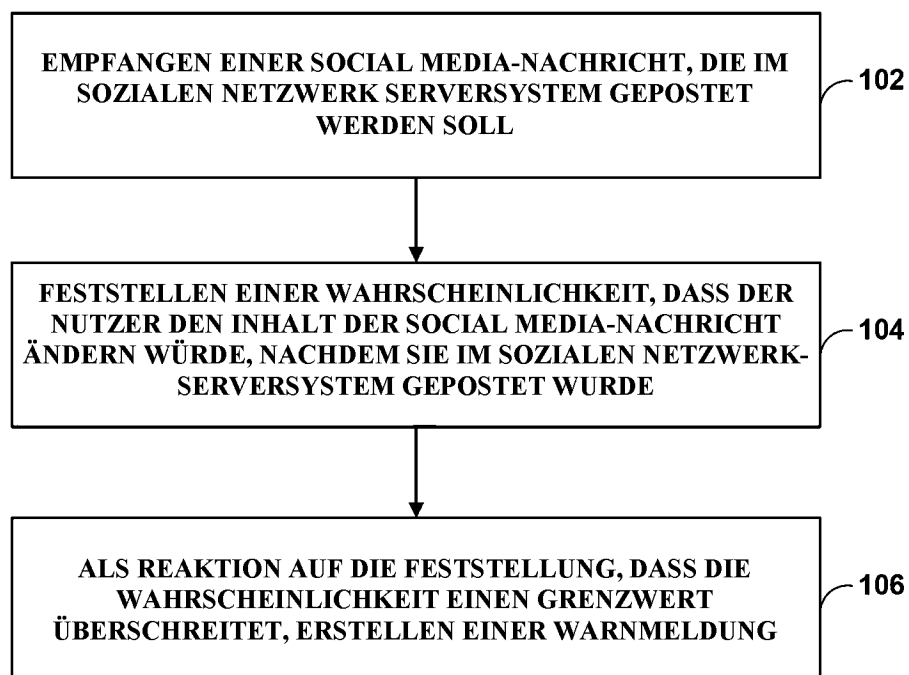 EMPFANGEN EINER SOCIAL MEDIA-NACHRICHT, DIE IM
SOZIALEN NETZWERK SERVERSYSTEM GEPOSTET
WERDEN SOLL
102
FESTSTELLEN EINER WAHRSCHEINLICHKEIT, DASS DER
NUTZER DEN INHALT DER SOCIAL MEDIA-NACHRICHT
ÄNDERN WÜRDE, NACHDEM SIE IM SOZIALEN NETZWERK-
SERVERSYSTEM GEPOSTET WURDE
104
ALS REAKTION AUF DIE FESTSTELLUNG, DASS DIE
WAHRSCHEINLICHKEIT EINEN GRENZWERT
ÜBERSCHREITET, ERSTELLEN EINER WARNMELDUNG
106